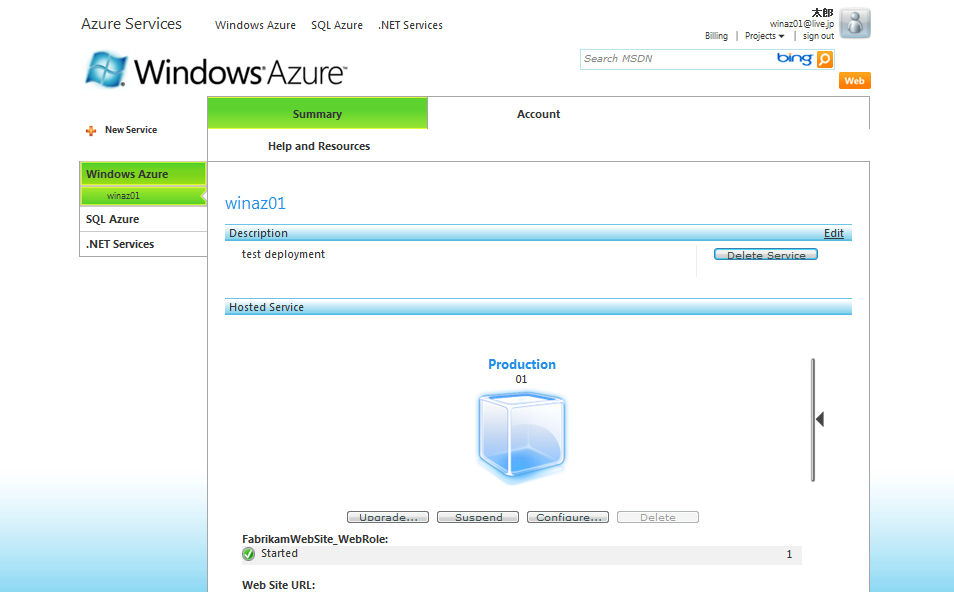 Azure Services Windows Azure SQL Azure .NET Services
太郎
winaz01@live.jp
Billing | Projects | sign out
Windows Azure™
Search MSDN bing
Web
New Service
Summary Account
Help and Resources
Windows Azure
winaz01
SQL Azure
.NET Services
winaz01
Description Edit
test deployment Delete Service
Hosted Service
Production
01
Upgrade... Suspend Configure... Delete
FabrikamWebSite_WebRole:
Started 1
Web Site URL: